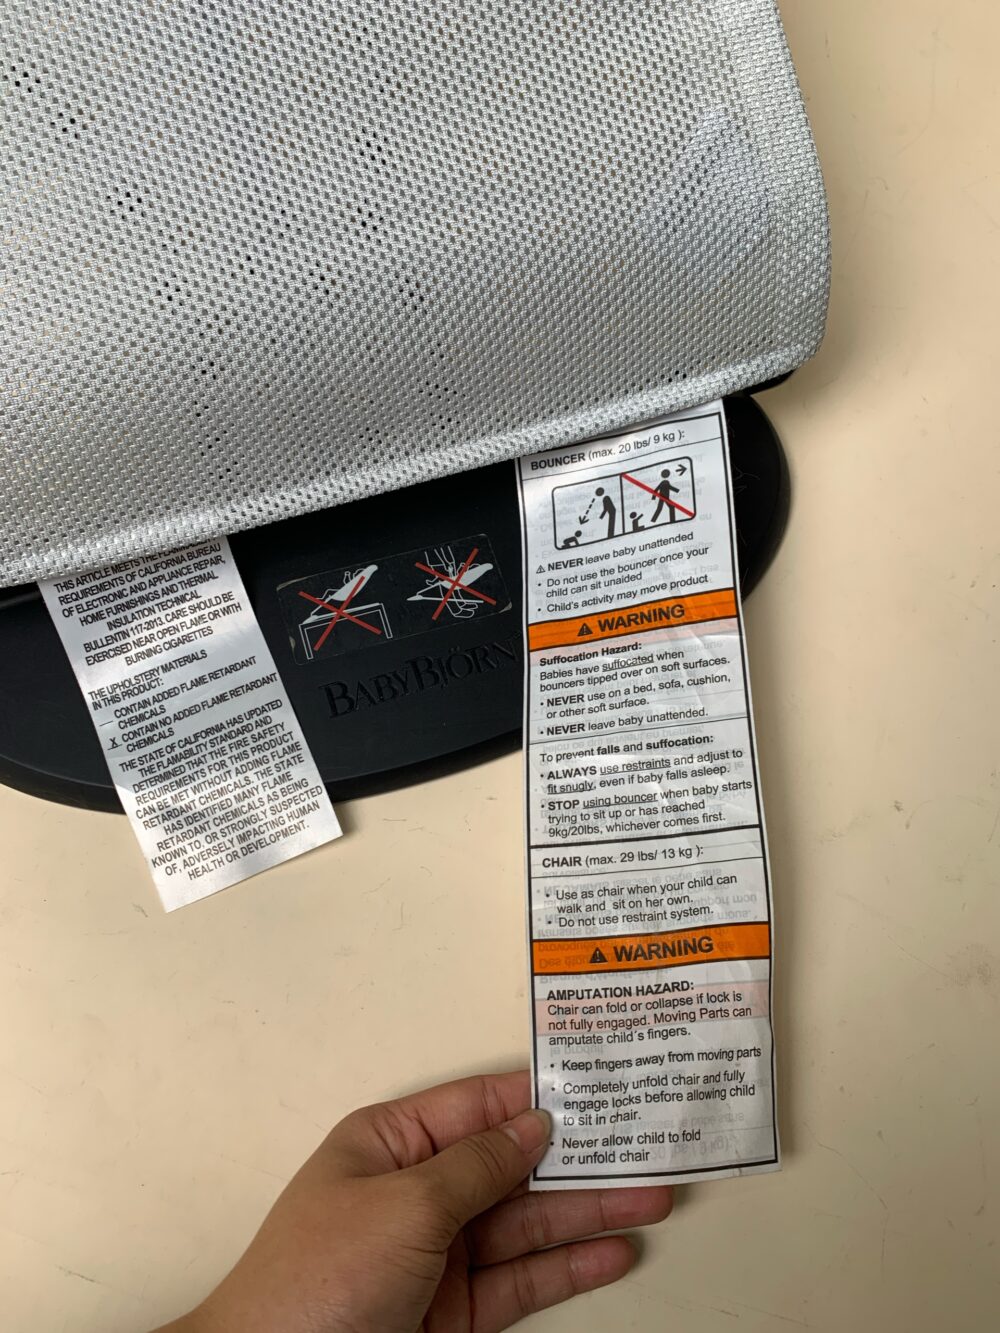 THIS ARTICLE MEETS THE FLAMMABILITY
REQUIREMENTS OF CALIFORNIA BUREAU
OF ELECTRONIC AND APPLIANCE REPAIR,
HOME FURNISHINGS AND THERMAL
INSULATION TECHNICAL
BULLENTIN 117-2013. CARE SHOULD BE
EXERCISED NEAR OPEN FLAME OR WITH
BURNING CIGARETTES
THE UPHOLSTERY MATERIALS
IN THIS PRODUCT:
CONTAIN ADDED FLAME RETARDANT
CHEMICALS
X CONTAIN NO ADDED FLAME RETARDANT
CHEMICALS
THE STATE OF CALIFORNIA HAS UPDATED
THE FLAMABILITY STANDARD AND
DETERMINED THAT THE FIRE SAFETY
REQUIREMENTS FOR THIS PRODUCT
CAN BE MET WITHOUT ADDING FLAME
RETARDANT CHEMICALS. THE STATE
HAS IDENTIFIED MANY FLAME
RETARDANT CHEMICALS AS BEING
KNOWN TO, OR STRONGLY SUSPECTED
OF, ADVERSELY IMPACTING HUMAN
HEALTH OR DEVELOPMENT.
BABYBJÖRN
BOUNCER (max. 20 lbs/ 9 kg ):
⚠ NEVER leave baby unattended
• Do not use the bouncer once your
child can sit unaided
• Child's activity may move product
⚠ WARNING
Suffocation Hazard:
Babies have suffocated when
bouncers tipped over on soft surfaces.
• NEVER use on a bed, sofa, cushion,
or other soft surface.
• NEVER leave baby unattended.
To prevent falls and suffocation:
• ALWAYS use restraints and adjust to
fit snugly, even if baby falls asleep.
• STOP using bouncer when baby starts
trying to sit up or has reached
9kg/20lbs, whichever comes first.
CHAIR (max. 29 lbs/ 13 kg ):
• Use as chair when your child can
walk and sit on her own.
• Do not use restraint system.
⚠ WARNING
AMPUTATION HAZARD:
Chair can fold or collapse if lock is
not fully engaged. Moving Parts can
amputate child´s fingers.
• Keep fingers away from moving parts
• Completely unfold chair and fully
engage locks before allowing child
to sit in chair.
• Never allow child to fold
or unfold chair